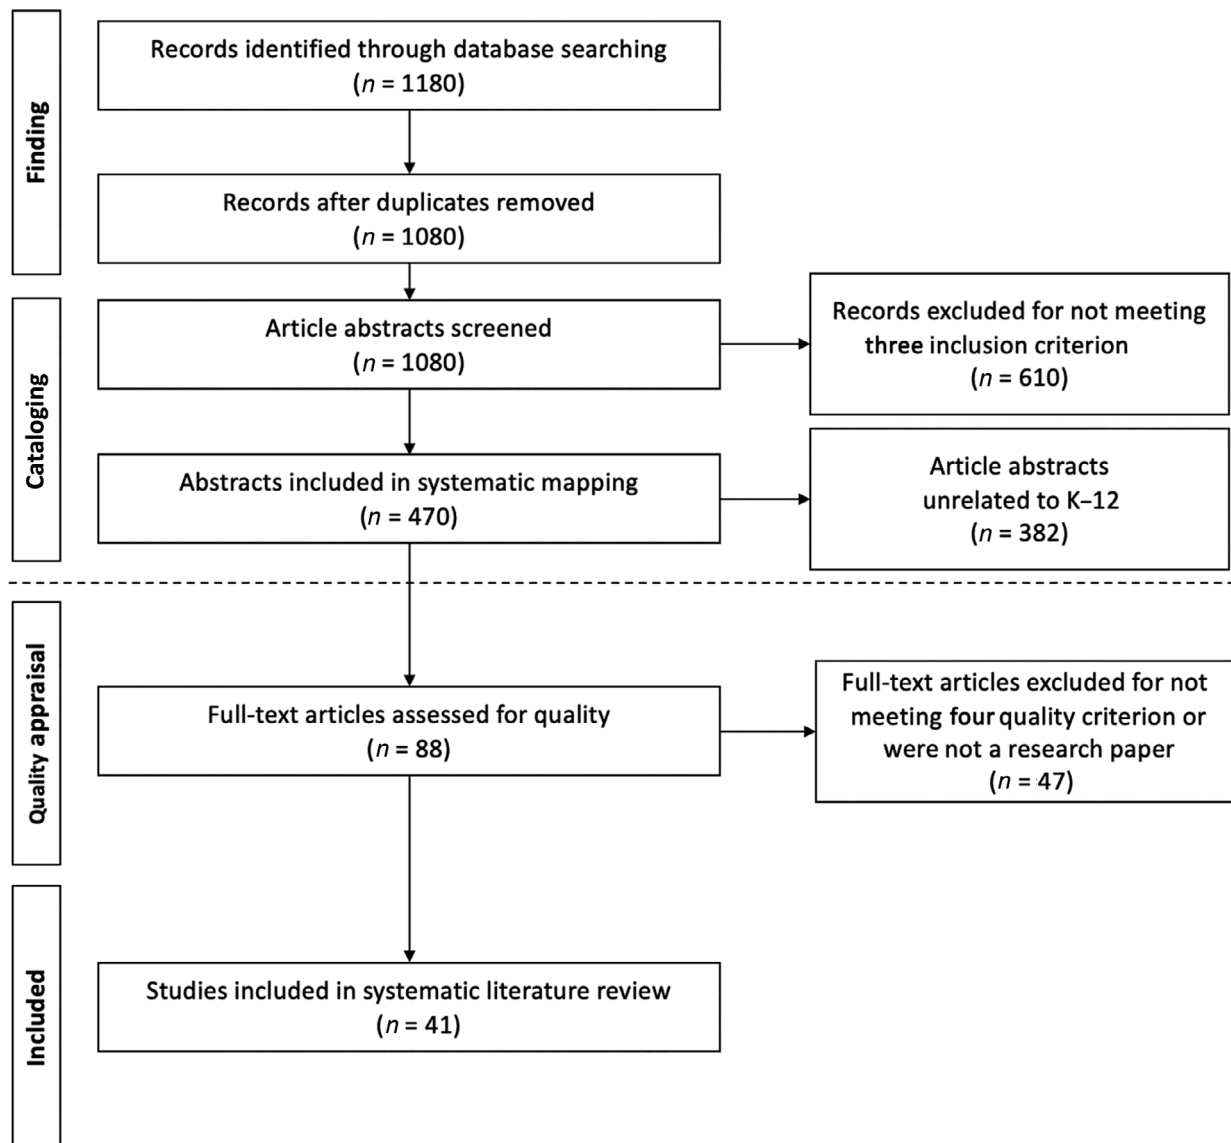 Finding
Records identified through database searching
(n = 1180)
Records after duplicates removed
(n = 1080)
Cataloging
Article abstracts screened
(n = 1080)
Records excluded for not meeting
three inclusion criterion
(n = 610)
Abstracts included in systematic mapping
(n = 470)
Article abstracts
unrelated to K–12
(n = 382)
Quality appraisal
Full-text articles assessed for quality
(n = 88)
Full-text articles excluded for not
meeting four quality criterion or
were not a research paper
(n = 47)
Included
Studies included in systematic literature review
(n = 41)